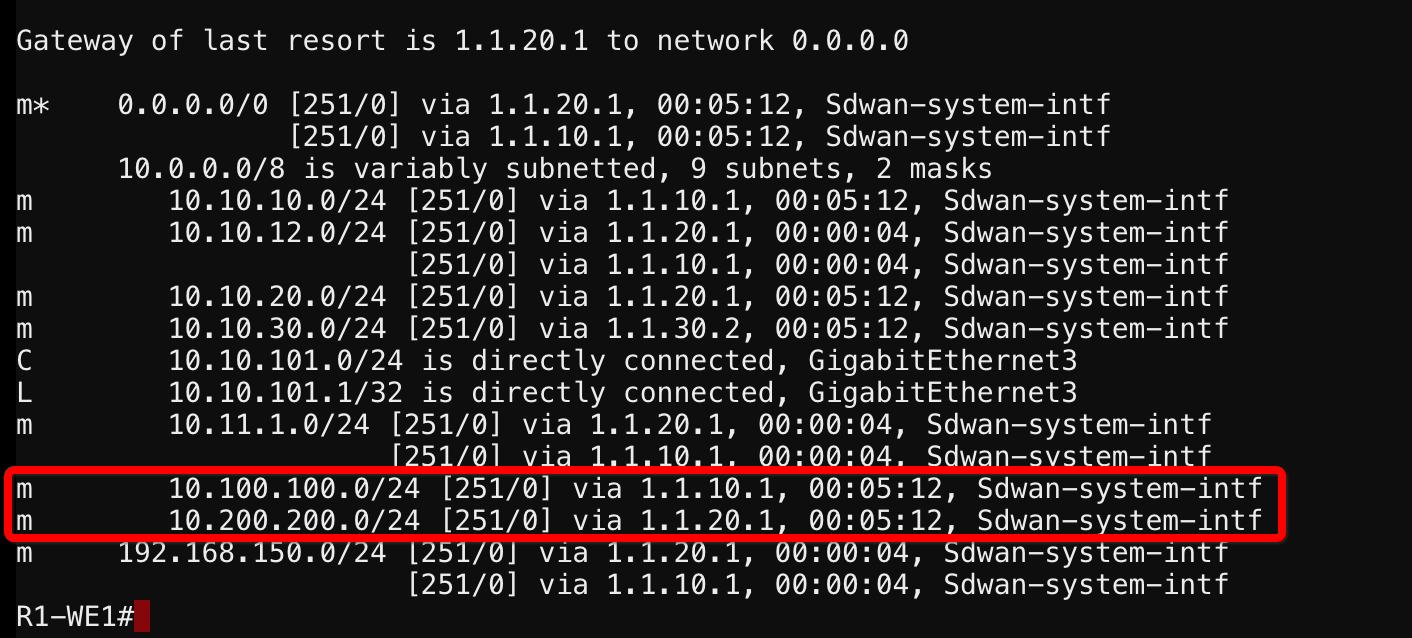 Gateway of last resort is 1.1.20.1 to network 0.0.0.0
m*    0.0.0.0/0 [251/0] via 1.1.20.1, 00:05:12, Sdwan-system-intf
                [251/0] via 1.1.10.1, 00:05:12, Sdwan-system-intf
      10.0.0.0/8 is variably subnetted, 9 subnets, 2 masks
m        10.10.10.0/24 [251/0] via 1.1.10.1, 00:05:12, Sdwan-system-intf
m        10.10.12.0/24 [251/0] via 1.1.20.1, 00:00:04, Sdwan-system-intf
                       [251/0] via 1.1.10.1, 00:00:04, Sdwan-system-intf
m        10.10.20.0/24 [251/0] via 1.1.20.1, 00:05:12, Sdwan-system-intf
m        10.10.30.0/24 [251/0] via 1.1.30.2, 00:05:12, Sdwan-system-intf
C        10.10.101.0/24 is directly connected, GigabitEthernet3
L        10.10.101.1/32 is directly connected, GigabitEthernet3
m        10.11.1.0/24 [251/0] via 1.1.20.1, 00:00:04, Sdwan-system-intf
                      [251/0] via 1.1.10.1, 00:00:04, Sdwan-system-intf
m        10.100.100.0/24 [251/0] via 1.1.10.1, 00:05:12, Sdwan-system-intf
m        10.200.200.0/24 [251/0] via 1.1.20.1, 00:05:12, Sdwan-system-intf
m     192.168.150.0/24 [251/0] via 1.1.20.1, 00:00:04, Sdwan-system-intf
                       [251/0] via 1.1.10.1, 00:00:04, Sdwan-system-intf
R1-WE1#